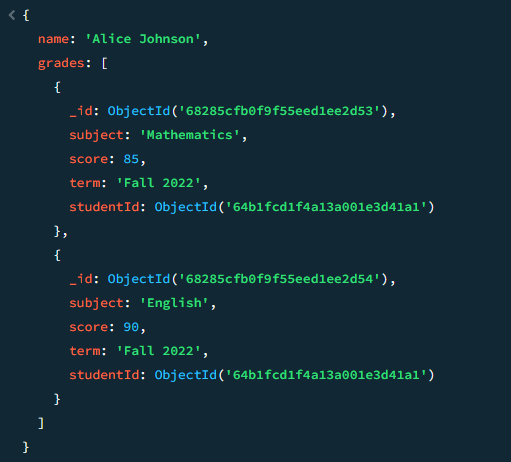 {
name: 'Alice Johnson',
grades: [
{
_id: ObjectId('68285cfb0f9f55eed1ee2d53'),
subject: 'Mathematics',
score: 85,
term: 'Fall 2022',
studentId: ObjectId('64b1fcd1f4a13a001e3d41a1')
},
{
_id: ObjectId('68285cfb0f9f55eed1ee2d54'),
subject: 'English',
score: 90,
term: 'Fall 2022',
studentId: ObjectId('64b1fcd1f4a13a001e3d41a1')
}
]
}